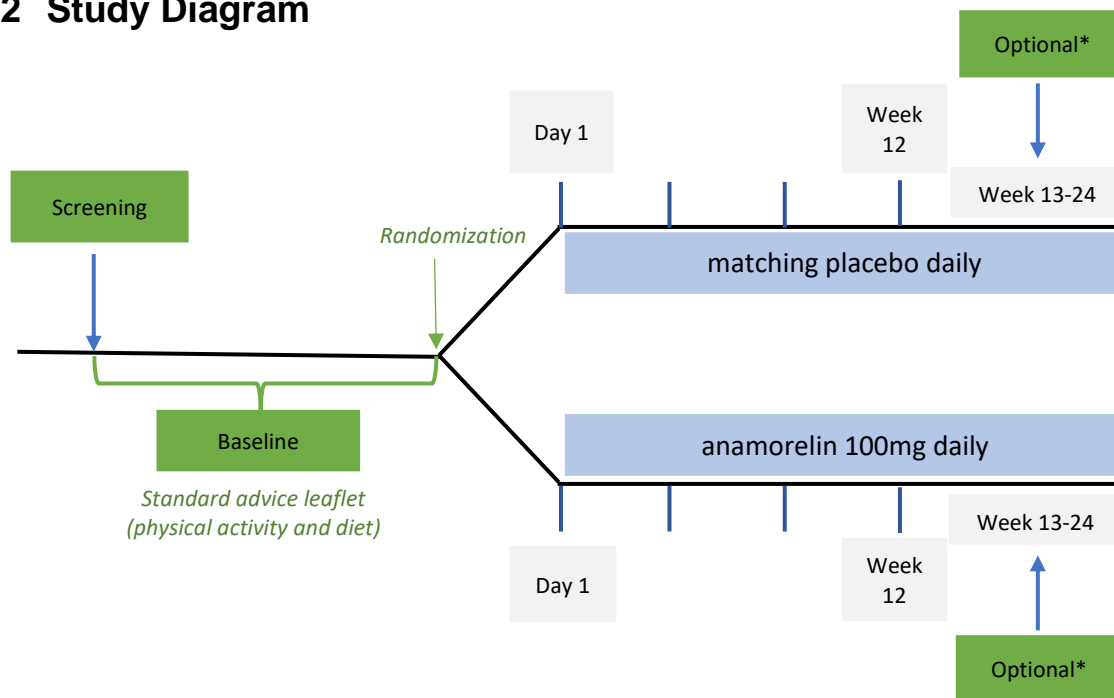 2 Study Diagram
Optional*
Day 1
Week
12
Week 13-24
Screening
Randomization
matching placebo daily
Baseline
anamorelin 100mg daily
Standard advice leaflet
(physical activity and diet)
Week 13-24
Day 1
Week
12
Optional*